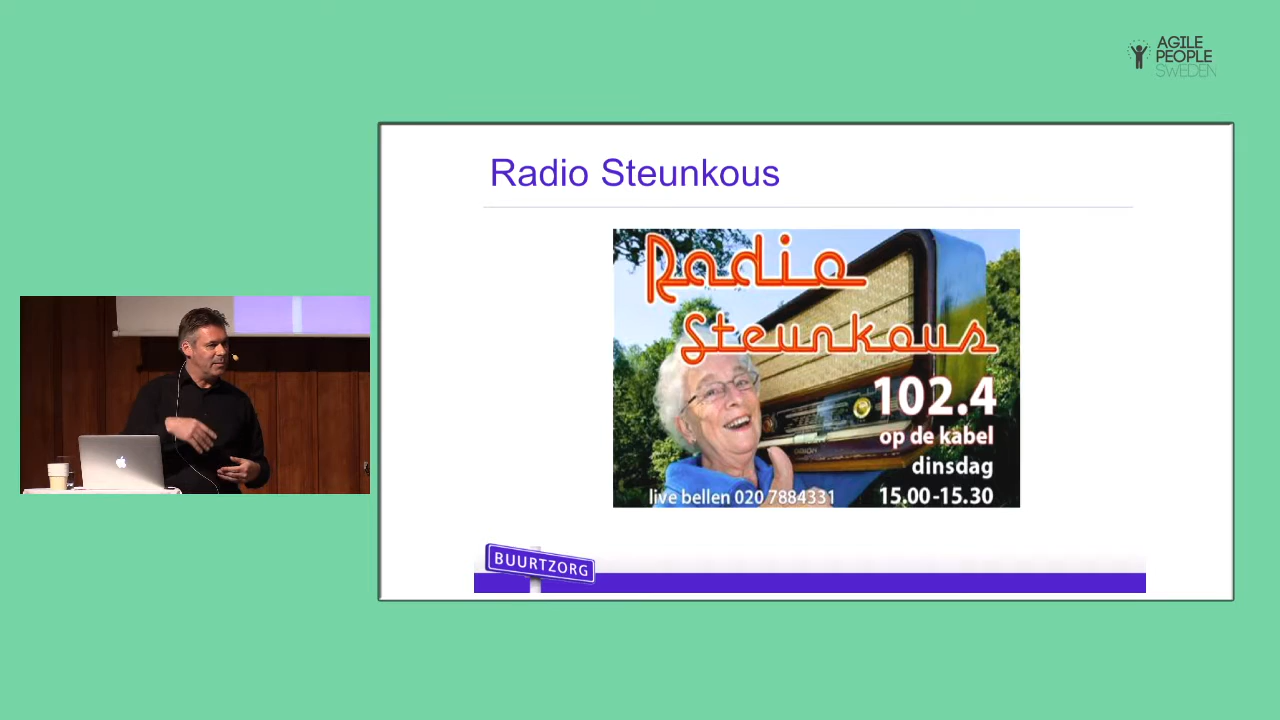 AGILE
PEOPLE
SWEDEN
Radio Steunkous
Radio
Steunkous
102.4
op de kabel
dinsdag
15.00-15.30
live bellen 020 7884331
BUURTZORG